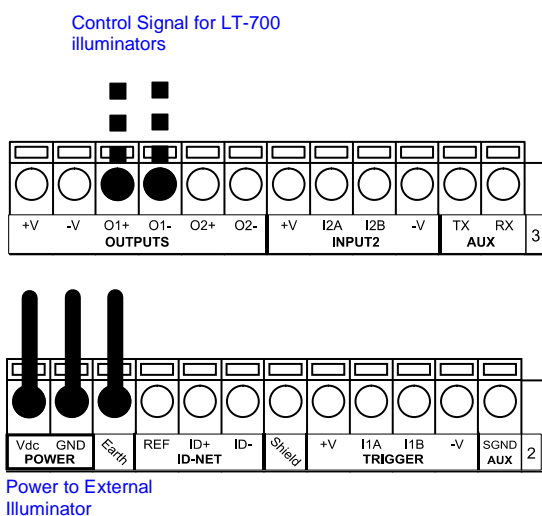 Control Signal for LT-700
illuminators
+V -V O1+ O1- O2+ O2- +V I2A I2B -V TX RX
OUTPUTS INPUT2 AUX 3
Vdc GND Earth REF ID+ ID- Shield +V I1A I1B -V SGND
POWER ID-NET TRIGGER AUX 2
Power to External
Illuminator